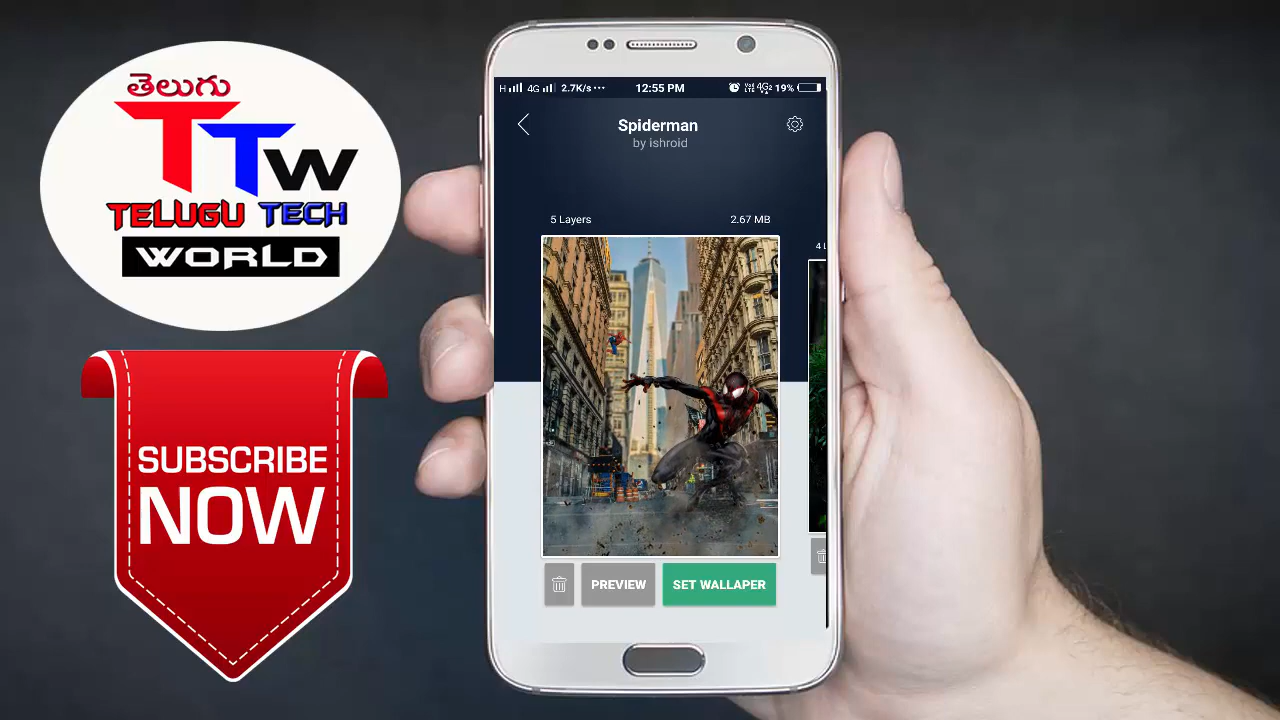 తెలుగు
TTW
TELUGU TECH
WORLD
SUBSCRIBE
NOW
H 4G 2.7K/s ··· 12:55 PM 19%
Spiderman
by ishroid
5 Layers 2.67 MB
PREVIEW SET WALLAPER